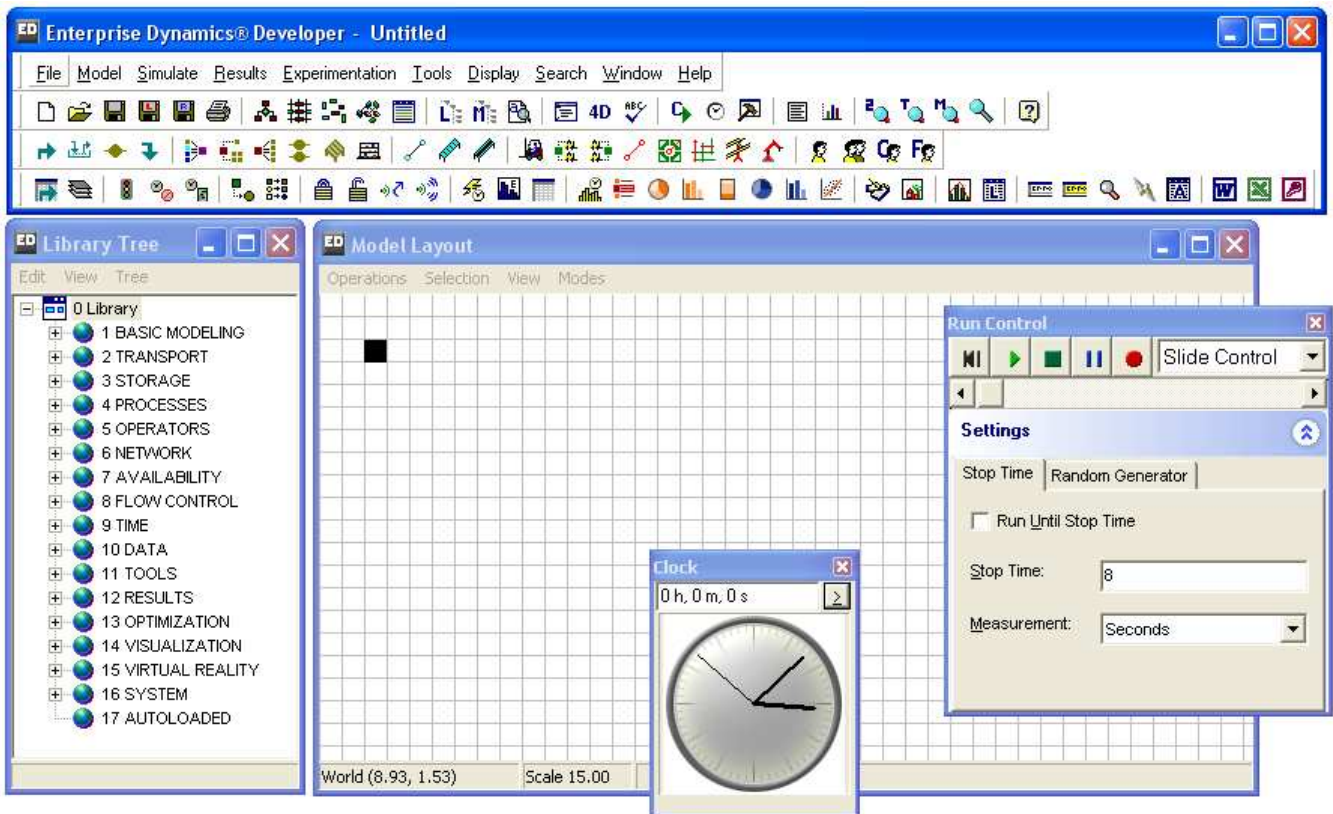 ED Enterprise Dynamics® Developer - Untitled
File Model Simulate Results Experimentation Tools Display Search Window Help
4D ABC
ED Library Tree
Edit View Tree
0 Library
1 BASIC MODELING
2 TRANSPORT
3 STORAGE
4 PROCESSES
5 OPERATORS
6 NETWORK
7 AVAILABILITY
8 FLOW CONTROL
9 TIME
10 DATA
11 TOOLS
12 RESULTS
13 OPTIMIZATION
14 VISUALIZATION
15 VIRTUAL REALITY
16 SYSTEM
17 AUTOLOADED
ED Model Layout
Operations Selection View Modes
World (8.93, 1.53) Scale 15.00
Clock
0 h, 0 m, 0 s
Run Control
Slide Control
Settings
Stop Time Random Generator
Run Until Stop Time
Stop Time: 8
Measurement: Seconds